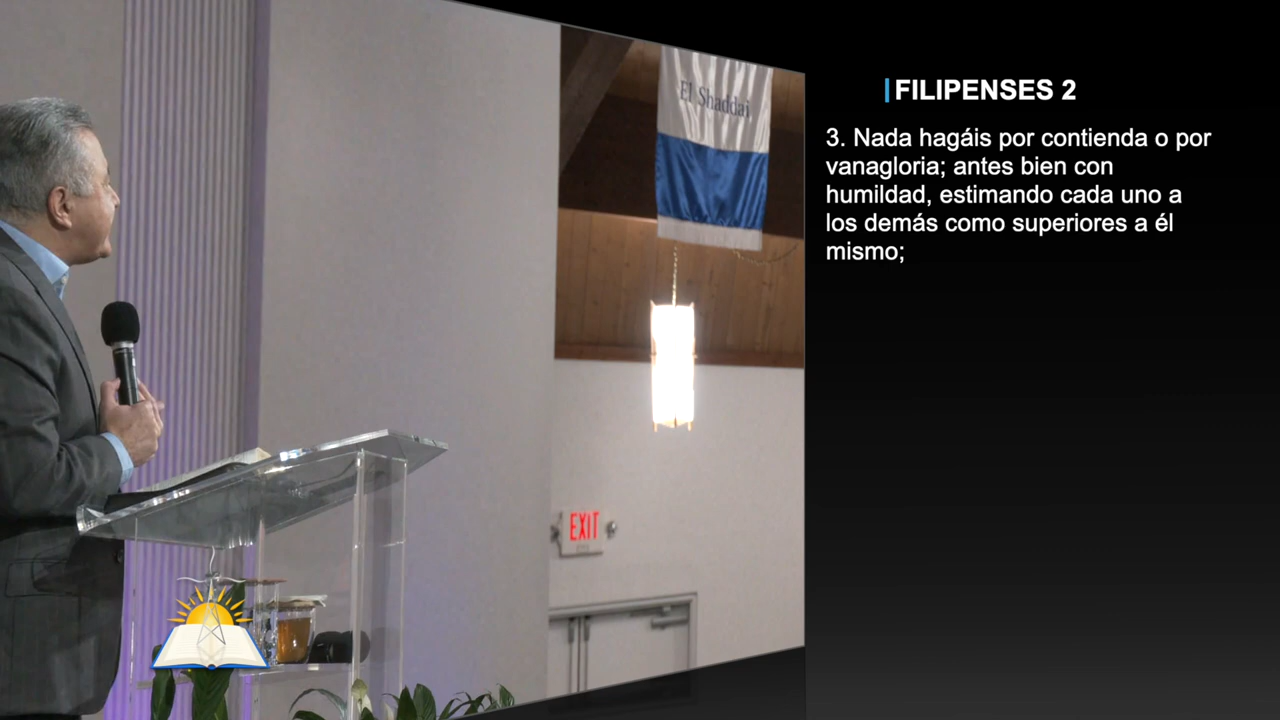 El Shaddai
EXIT
FILIPENSES 2
3. Nada hagáis por contienda o por
vanagloria; antes bien con
humildad, estimando cada uno a
los demás como superiores a él
mismo;